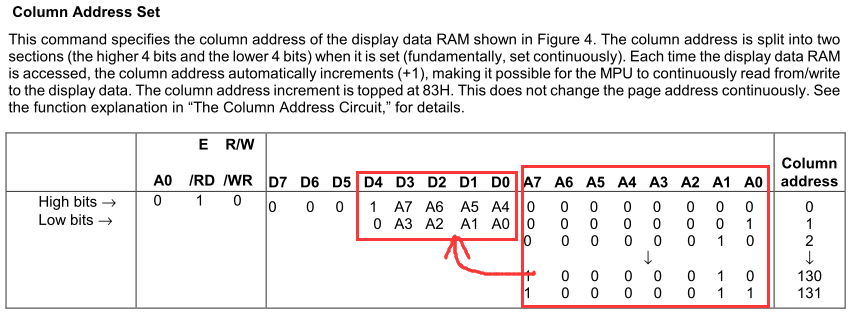 Column Address Set
This command specifies the column address of the display data RAM shown in Figure 4. The column address is split into two
sections (the higher 4 bits and the lower 4 bits) when it is set (fundamentally, set continuously). Each time the display data RAM
is accessed, the column address automatically increments (+1), making it possible for the MPU to continuously read from/write
to the display data. The column address increment is topped at 83H. This does not change the page address continuously. See
the function explanation in “The Column Address Circuit,” for details.
E R/W
Column
A0 /RD /WR D7 D6 D5 D4 D3 D2 D1 D0 A7 A6 A5 A4 A3 A2 A1 A0 address
High bits → 0 1 0 0 0 0 1 A7 A6 A5 A4 0 0 0 0 0 0 0 0 0
Low bits → 0 A3 A2 A1 A0 0 0 0 0 0 0 0 1 1
0 0 0 0 0 0 1 0 2
↓ ↓
1 0 0 0 0 0 1 0 130
1 0 0 0 0 0 1 1 131